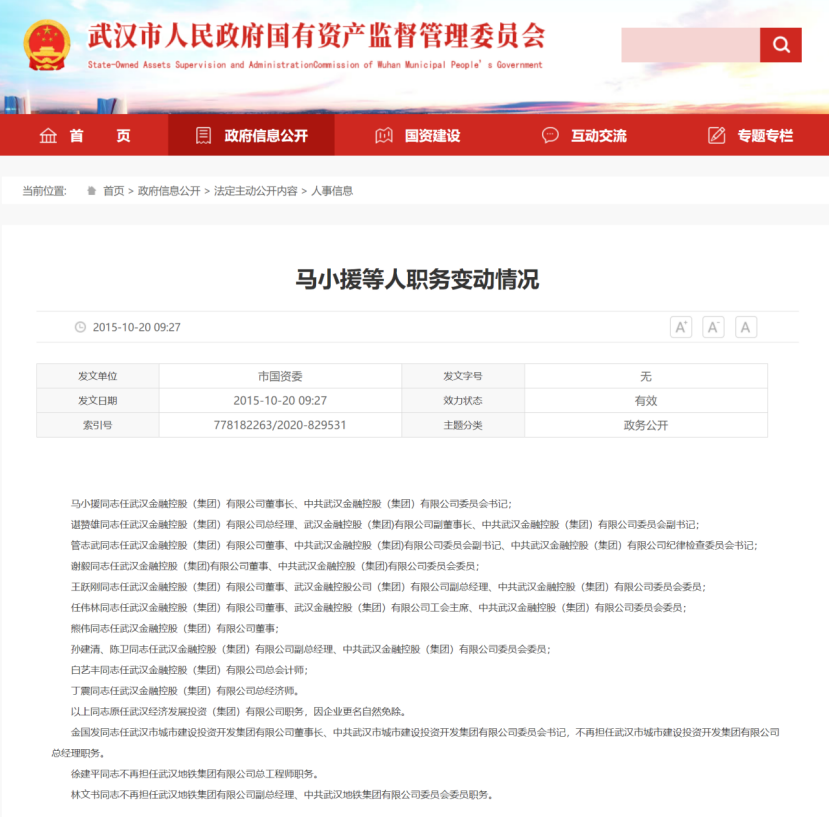 武汉市人民政府国有资产监督管理委员会
State-Owned Assets Supervision and AdministrationCommission of Wuhan Municipal People's Government
首 页 政府信息公开 国资建设 互动交流 专题专栏
当前位置: 首页 > 政府信息公开 > 法定主动公开内容 > 人事信息
马小援等人职务变动情况
2015-10-20 09:27 A+ A- A
发文单位 市国资委 发文字号 无
发文日期 2015-10-20 09:27 效力状态 有效
索引号 778182263/2020-829531 主题分类 政务公开
马小援同志任武汉金融控股（集团）有限公司董事长、中共武汉金融控股（集团）有限公司委员会书记；
谌赞雄同志任武汉金融控股（集团）有限公司总经理、武汉金融控股（集团)有限公司副董事长、中共武汉金融控股（集团）有限公司委员会副书记；
管志武同志任武汉金融控股（集团）有限公司董事、中共武汉金融控股（集团)有限公司委员会副书记、中共武汉金融控股（集团）有限公司纪律检查委员会书记；
谢毅同志任武汉金融控股（集团)有限公司董事、中共武汉金融控股（集团)有限公司委员会委员；
王跃刚同志任武汉金融控股（集团）有限公司董事、武汉金融控股公司（集团）有限公司副总经理、中共武汉金融控股（集团）有限公司委员会委员；
任伟林同志任武汉金融控股（集团）有限公司董事、武汉金融控股（集团）有限公司工会主席、中共武汉金融控股（集团）有限公司委员会委员；
熊伟同志任武汉金融控股（集团）有限公司董事；
孙建清、陈卫同志任武汉金融控股（集团）有限公司副总经理、中共武汉金融控股（集团）有限公司委员会委员；
白艺丰同志任武汉金融控股（集团）有限公司总会计师；
丁震同志任武汉金融控股（集团）有限公司总经济师。
以上同志原任武汉经济发展投资（集团）有限公司职务，因企业更名自然免除。
金国发同志任武汉市城市建设投资开发集团有限公司董事长、中共武汉市城市建设投资开发集团有限公司委员会书记，不再担任武汉市城市建设投资开发集团有限公司
总经理职务。
徐建平同志不再担任武汉地铁集团有限公司总工程师职务。
林文书同志不再担任武汉地铁集团有限公司副总经理、中共武汉地铁集团有限公司委员会委员职务。